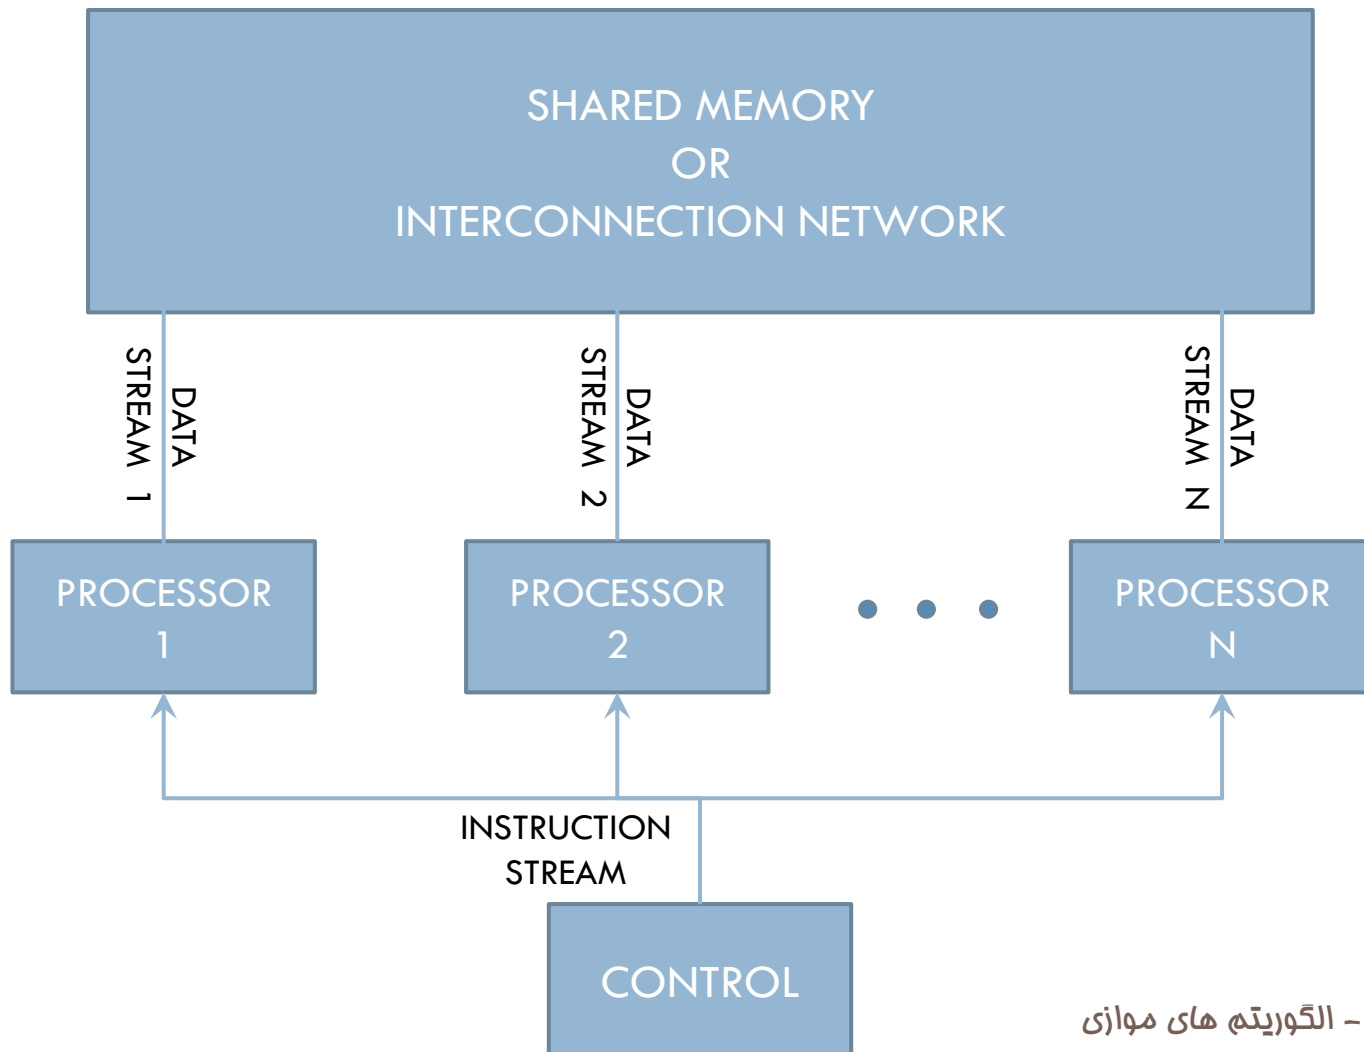 SHARED MEMORY
OR
INTERCONNECTION NETWORK
DATA
STREAM 1
DATA
STREAM 2
DATA
STREAM N
PROCESSOR
1
PROCESSOR
2
PROCESSOR
N
INSTRUCTION
STREAM
CONTROL
- الگوریتم های موازی